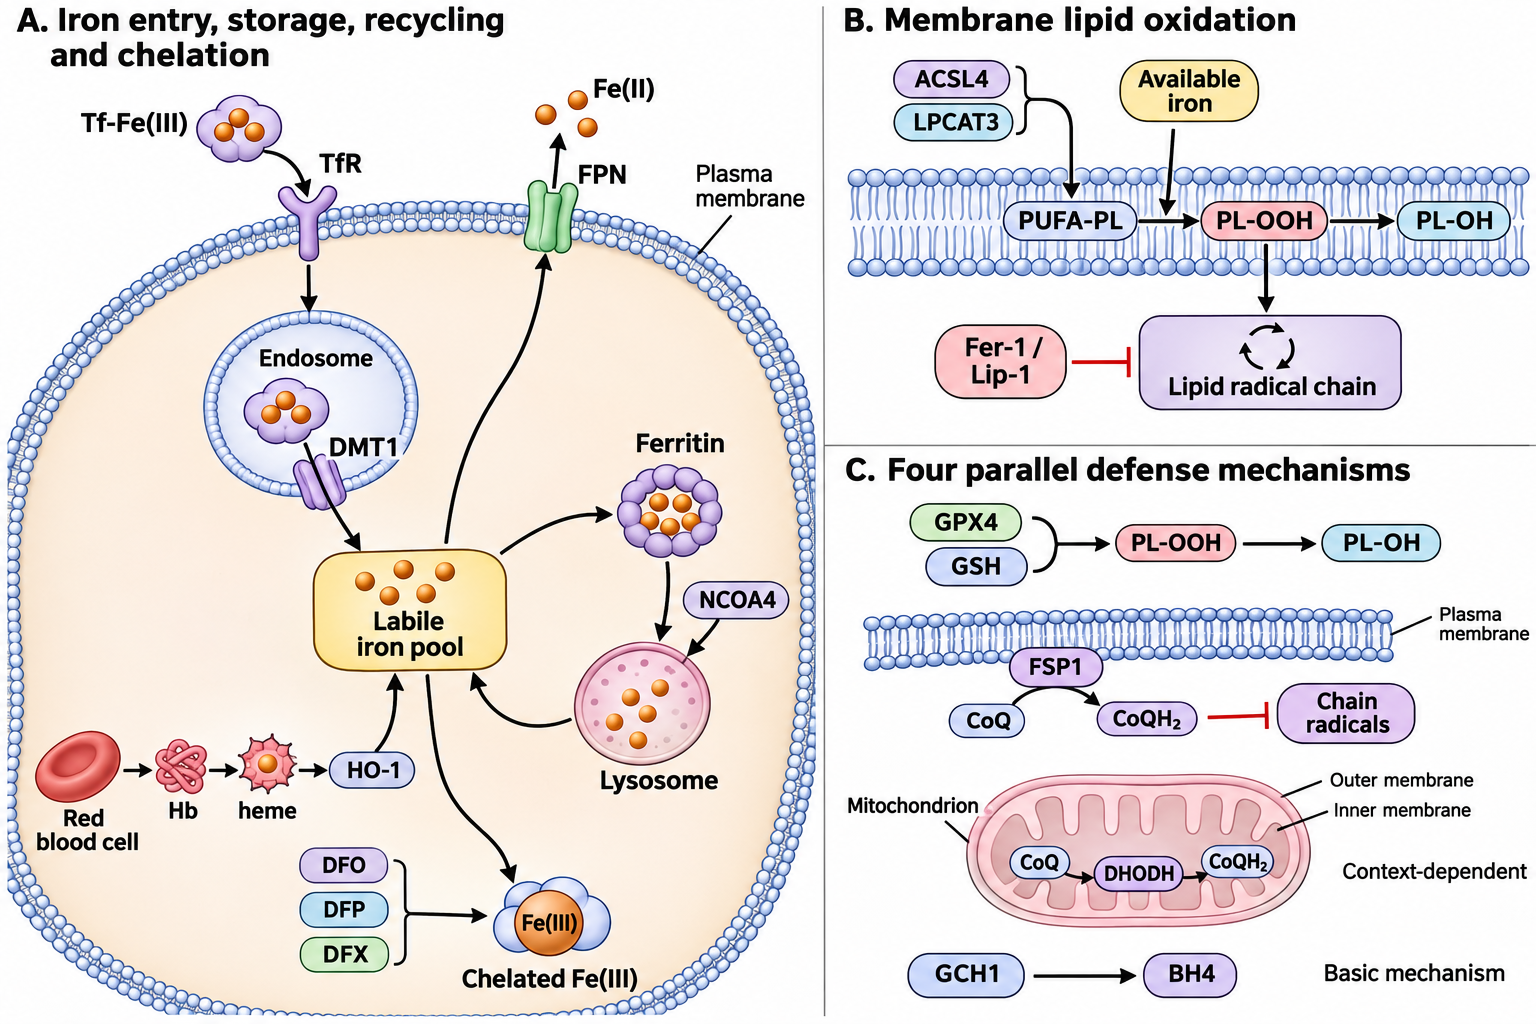 A. Iron entry, storage, recycling
and chelation
Tf-Fe(III)
TfR
Fe(II)
FPN
Plasma
membrane
Endosome
DMT1
Ferritin
NCOA4
Labile
iron pool
Lysosome
Red
blood cell
Hb
heme
HO-1
DFO
DFP
DFX
Fe(III)
Chelated Fe(III)
B. Membrane lipid oxidation
ACSL4
LPCAT3
Available
iron
PUFA-PL
PL-OOH
PL-OH
Fer-1 /
Lip-1
Lipid radical chain
C. Four parallel defense mechanisms
GPX4
GSH
PL-OOH
PL-OH
Plasma
membrane
FSP1
CoQ
CoQH₂
Chain
radicals
Mitochondrion
Outer membrane
Inner membrane
CoQ
DHODH
CoQH₂
Context-dependent
GCH1
BH4
Basic mechanism